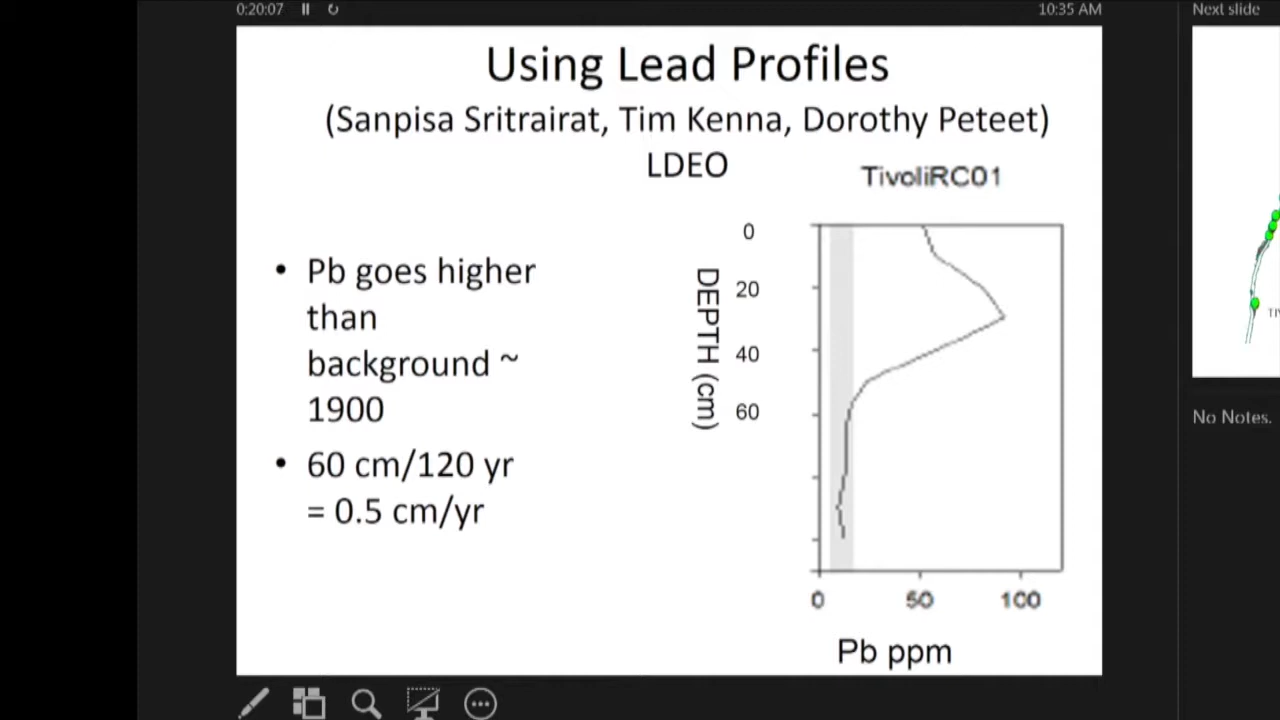 0:20:07
10:35 AM
Next slide
Using Lead Profiles
(Sanpisa Sritrairat, Tim Kenna, Dorothy Peteet)
LDEO
TivoliRC01
• Pb goes higher
than
background ~
1900
• 60 cm/120 yr
= 0.5 cm/yr
DEPTH (cm)
0
20
40
60
0 50 100
Pb ppm
No Notes.